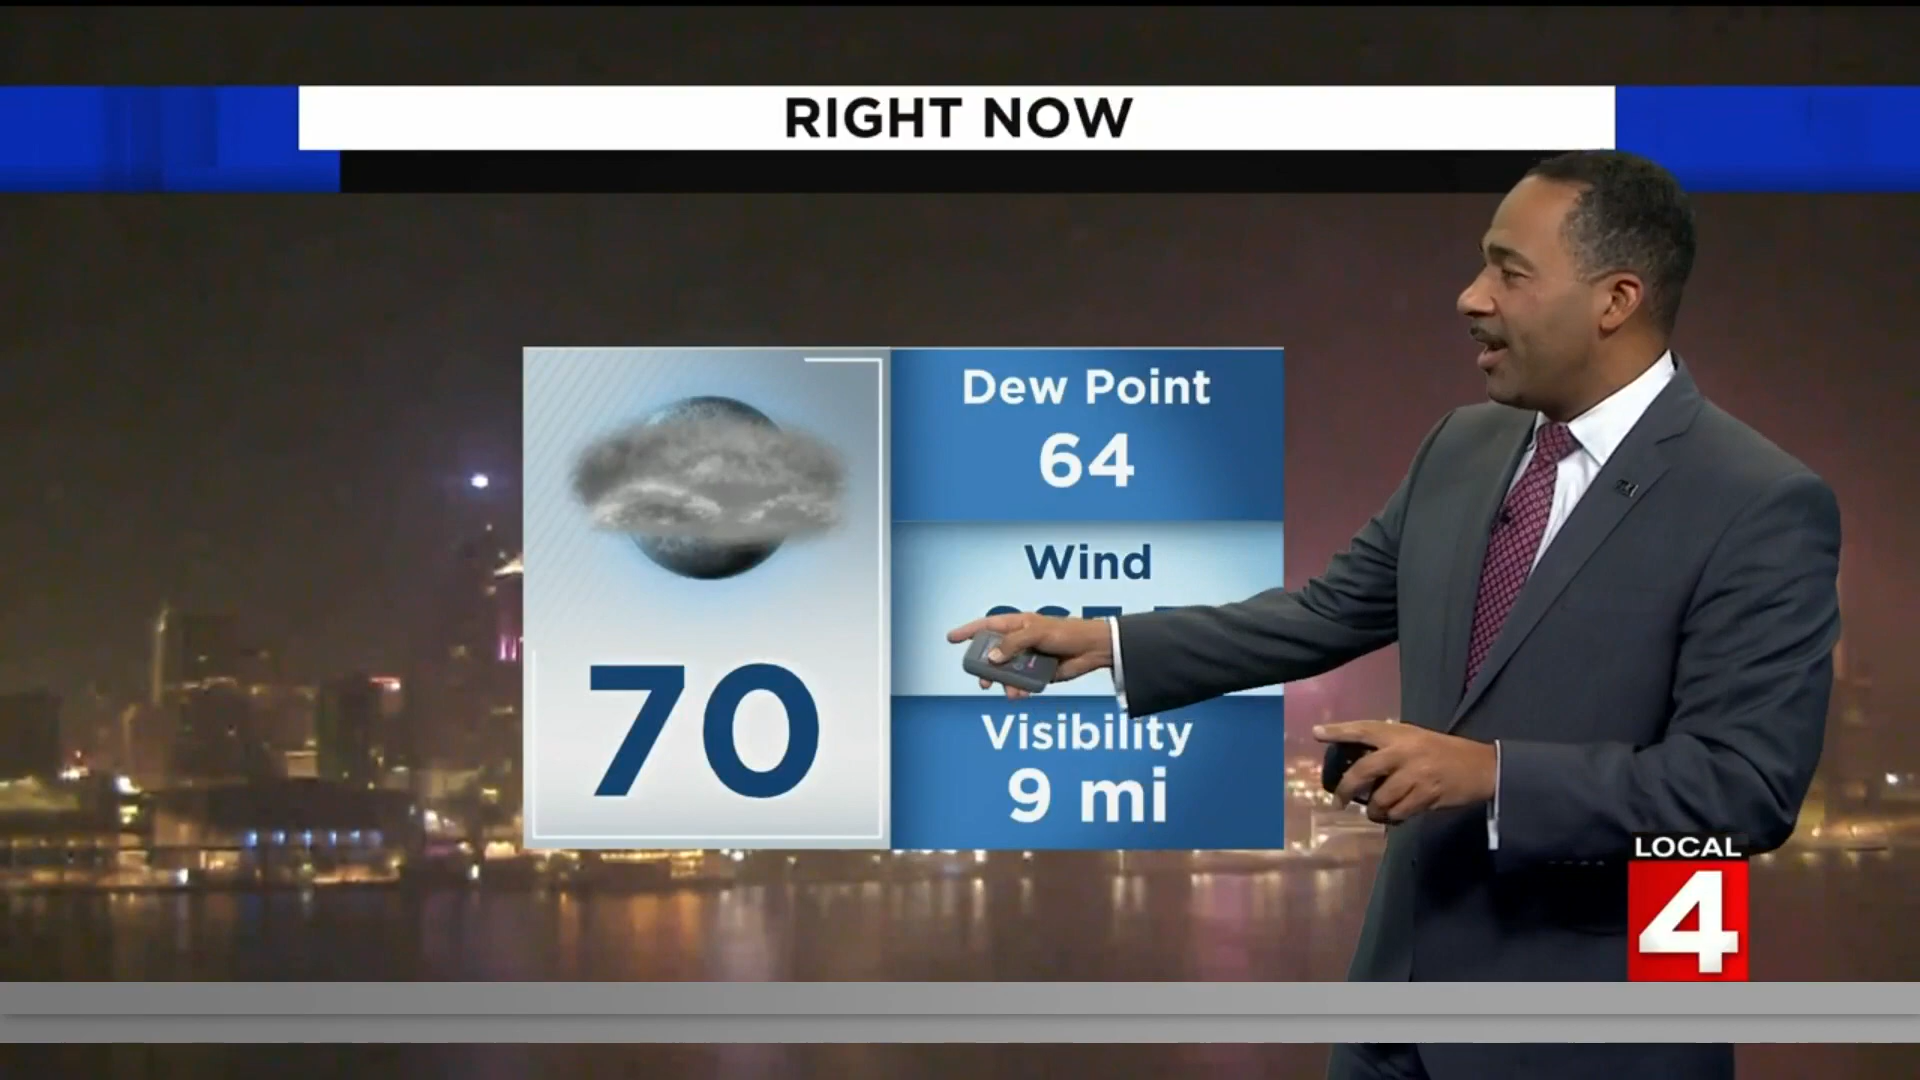 RIGHT NOW
Dew Point
64
Wind
70
Visibility
9 mi
LOCAL
4